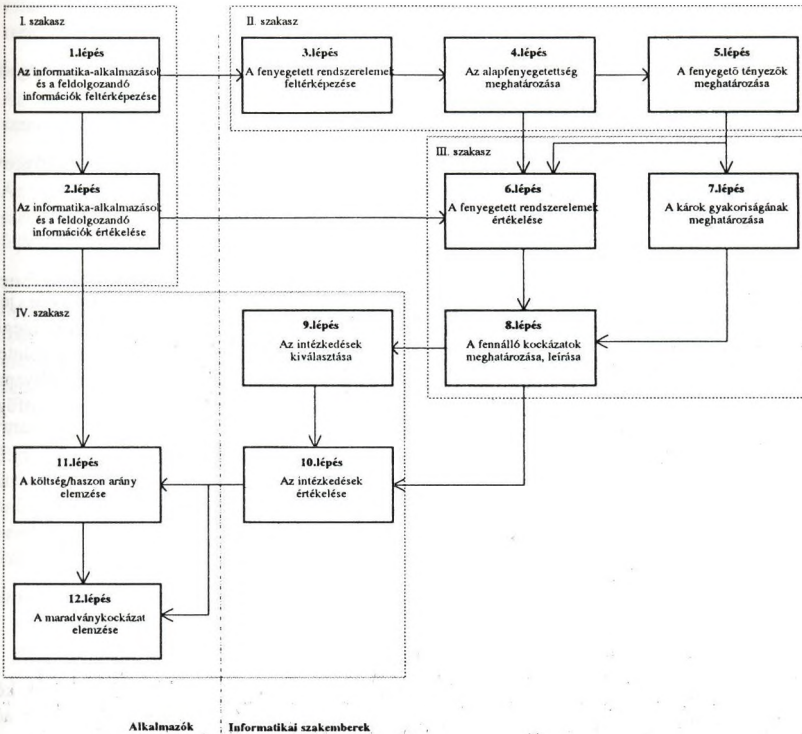 I. szakasz
1.lépés
Az informatika-alkalmazások
és a feldolgozandó
információk feltérképezése
2.lépés
Az informatika-alkalmazások
és a feldolgozandó
információk értékelése
II. szakasz
3.lépés
A fenyegetett rendszerelemek
feltérképezése
4.lépés
Az alapfenyegetettség
meghatározása
5.lépés
A fenyegető tényezők
meghatározása
III. szakasz
6.lépés
A fenyegetett rendszerelemek
értékelése
7.lépés
A károk gyakoriságának
meghatározása
8.lépés
A fennálló kockázatok
meghatározása, leírása
IV. szakasz
9.lépés
Az intézkedések
kiválasztása
10.lépés
Az intézkedések
értékelése
11.lépés
A költség/haszon arány
elemzése
12.lépés
A maradványkockázat
elemzése
Alkalmazók
Informatikai szakemberek